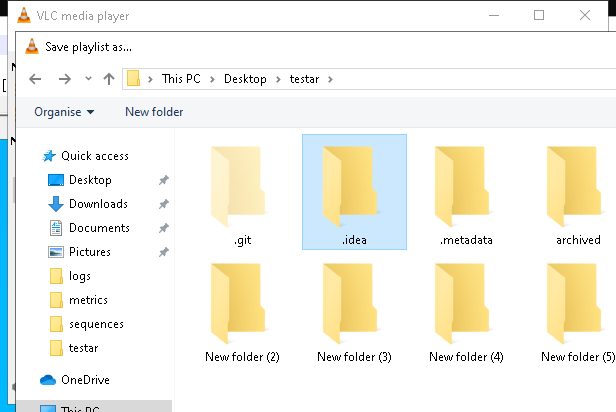 VLC media player
Save playlist as...
This PC > Desktop > testar >
Organise New folder
Quick access
Desktop
Downloads
Documents
Pictures
logs
metrics
sequences
testar
OneDrive
This PC
.git .idea .metadata archived
New folder (2) New folder (3) New folder (4) New folder (5)